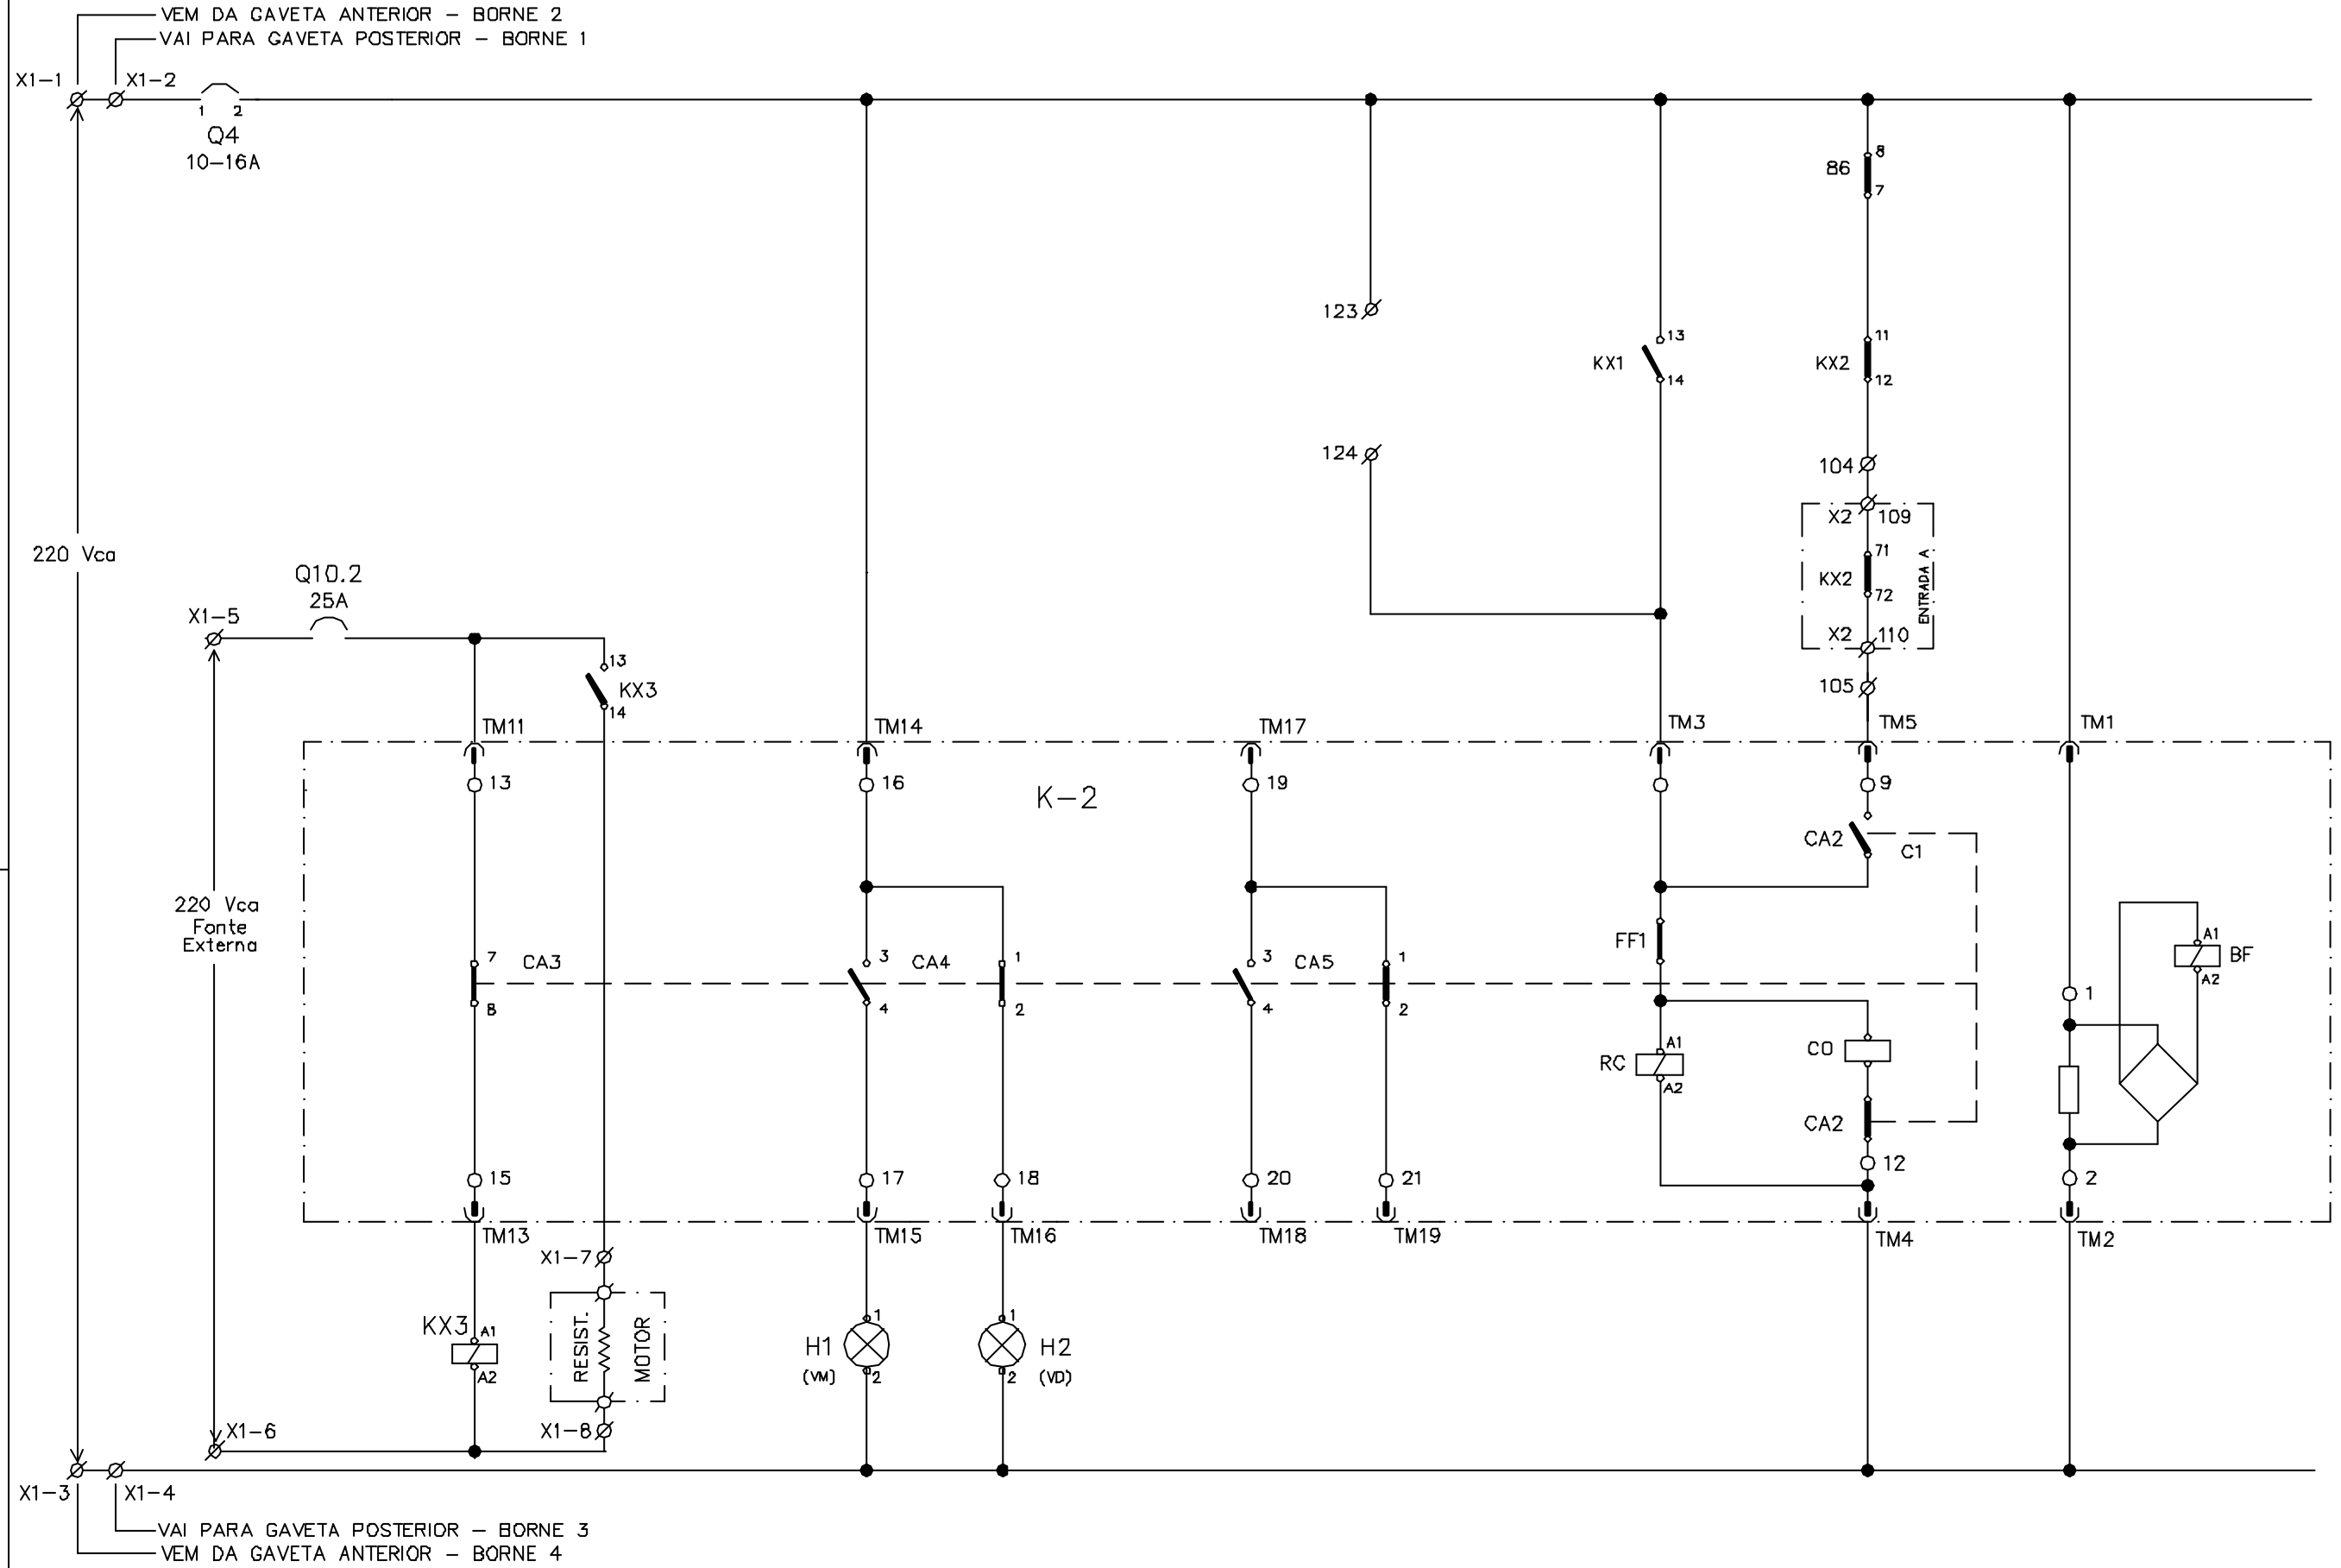 VEM DA GAVETA ANTERIOR – BORNE 2
VAI PARA GAVETA POSTERIOR – BORNE 1
X1–1
X1–2
1 2
Q4
10–16A
8
86
7
123
13
KX1
14
11
KX2
12
124
104
X2 109
71
KX2
72
ENTRADA A
X2 110
105
220 Vca
Q10.2
25A
X1–5
13
KX3
14
TM11
TM14
TM17
TM3
TM5
TM1
13
16
K–2
19
9
CA2
C1
220 Vca
Fonte
Externa
7
CA3
8
3
CA4
4
1
2
3
CA5
4
1
2
FF1
A1
BF
A2
1
RC
A1
A2
CO
CA2
15
17
18
20
21
12
2
TM13
TM15
TM16
TM18
TM19
TM4
TM2
X1–7
KX3
A1
A2
RESIST.
MOTOR
1
H1
(VM)
2
1
H2
(VD)
2
X1–8
X1–6
X1–3
X1–4
VAI PARA GAVETA POSTERIOR – BORNE 3
VEM DA GAVETA ANTERIOR – BORNE 4